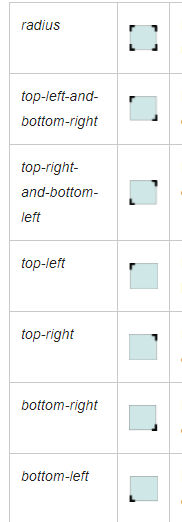 radius
top-left-and-
bottom-right
top-right-
and-bottom-
left
top-left
top-right
bottom-right
bottom-left